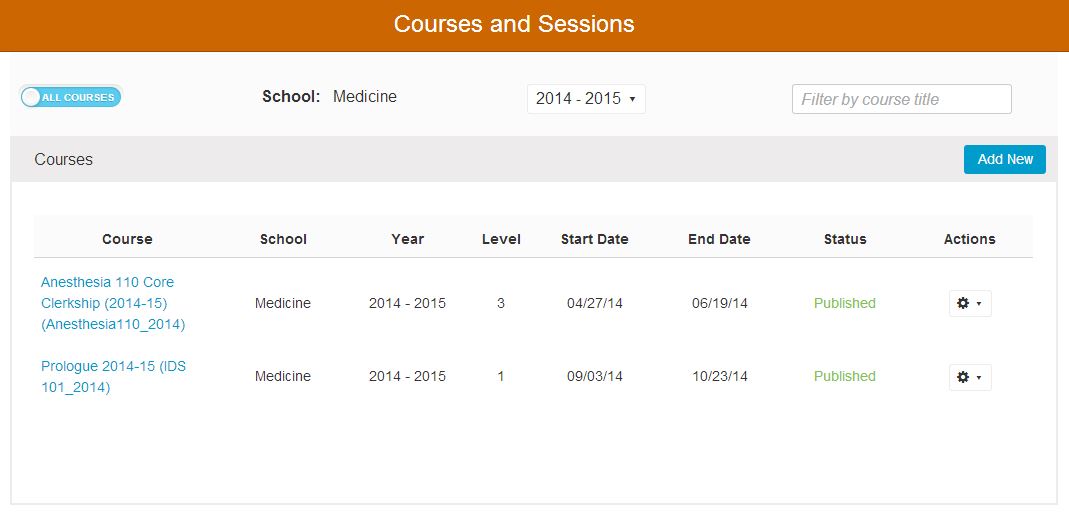 Courses and Sessions
ALL COURSES School: Medicine 2014 - 2015 Filter by course title
Courses Add New
Course School Year Level Start Date End Date Status Actions
Anesthesia 110 Core
Clerkship (2014-15)
(Anesthesia110_2014)
Medicine 2014 - 2015 3 04/27/14 06/19/14 Published
Prologue 2014-15 (IDS
101_2014)
Medicine 2014 - 2015 1 09/03/14 10/23/14 Published